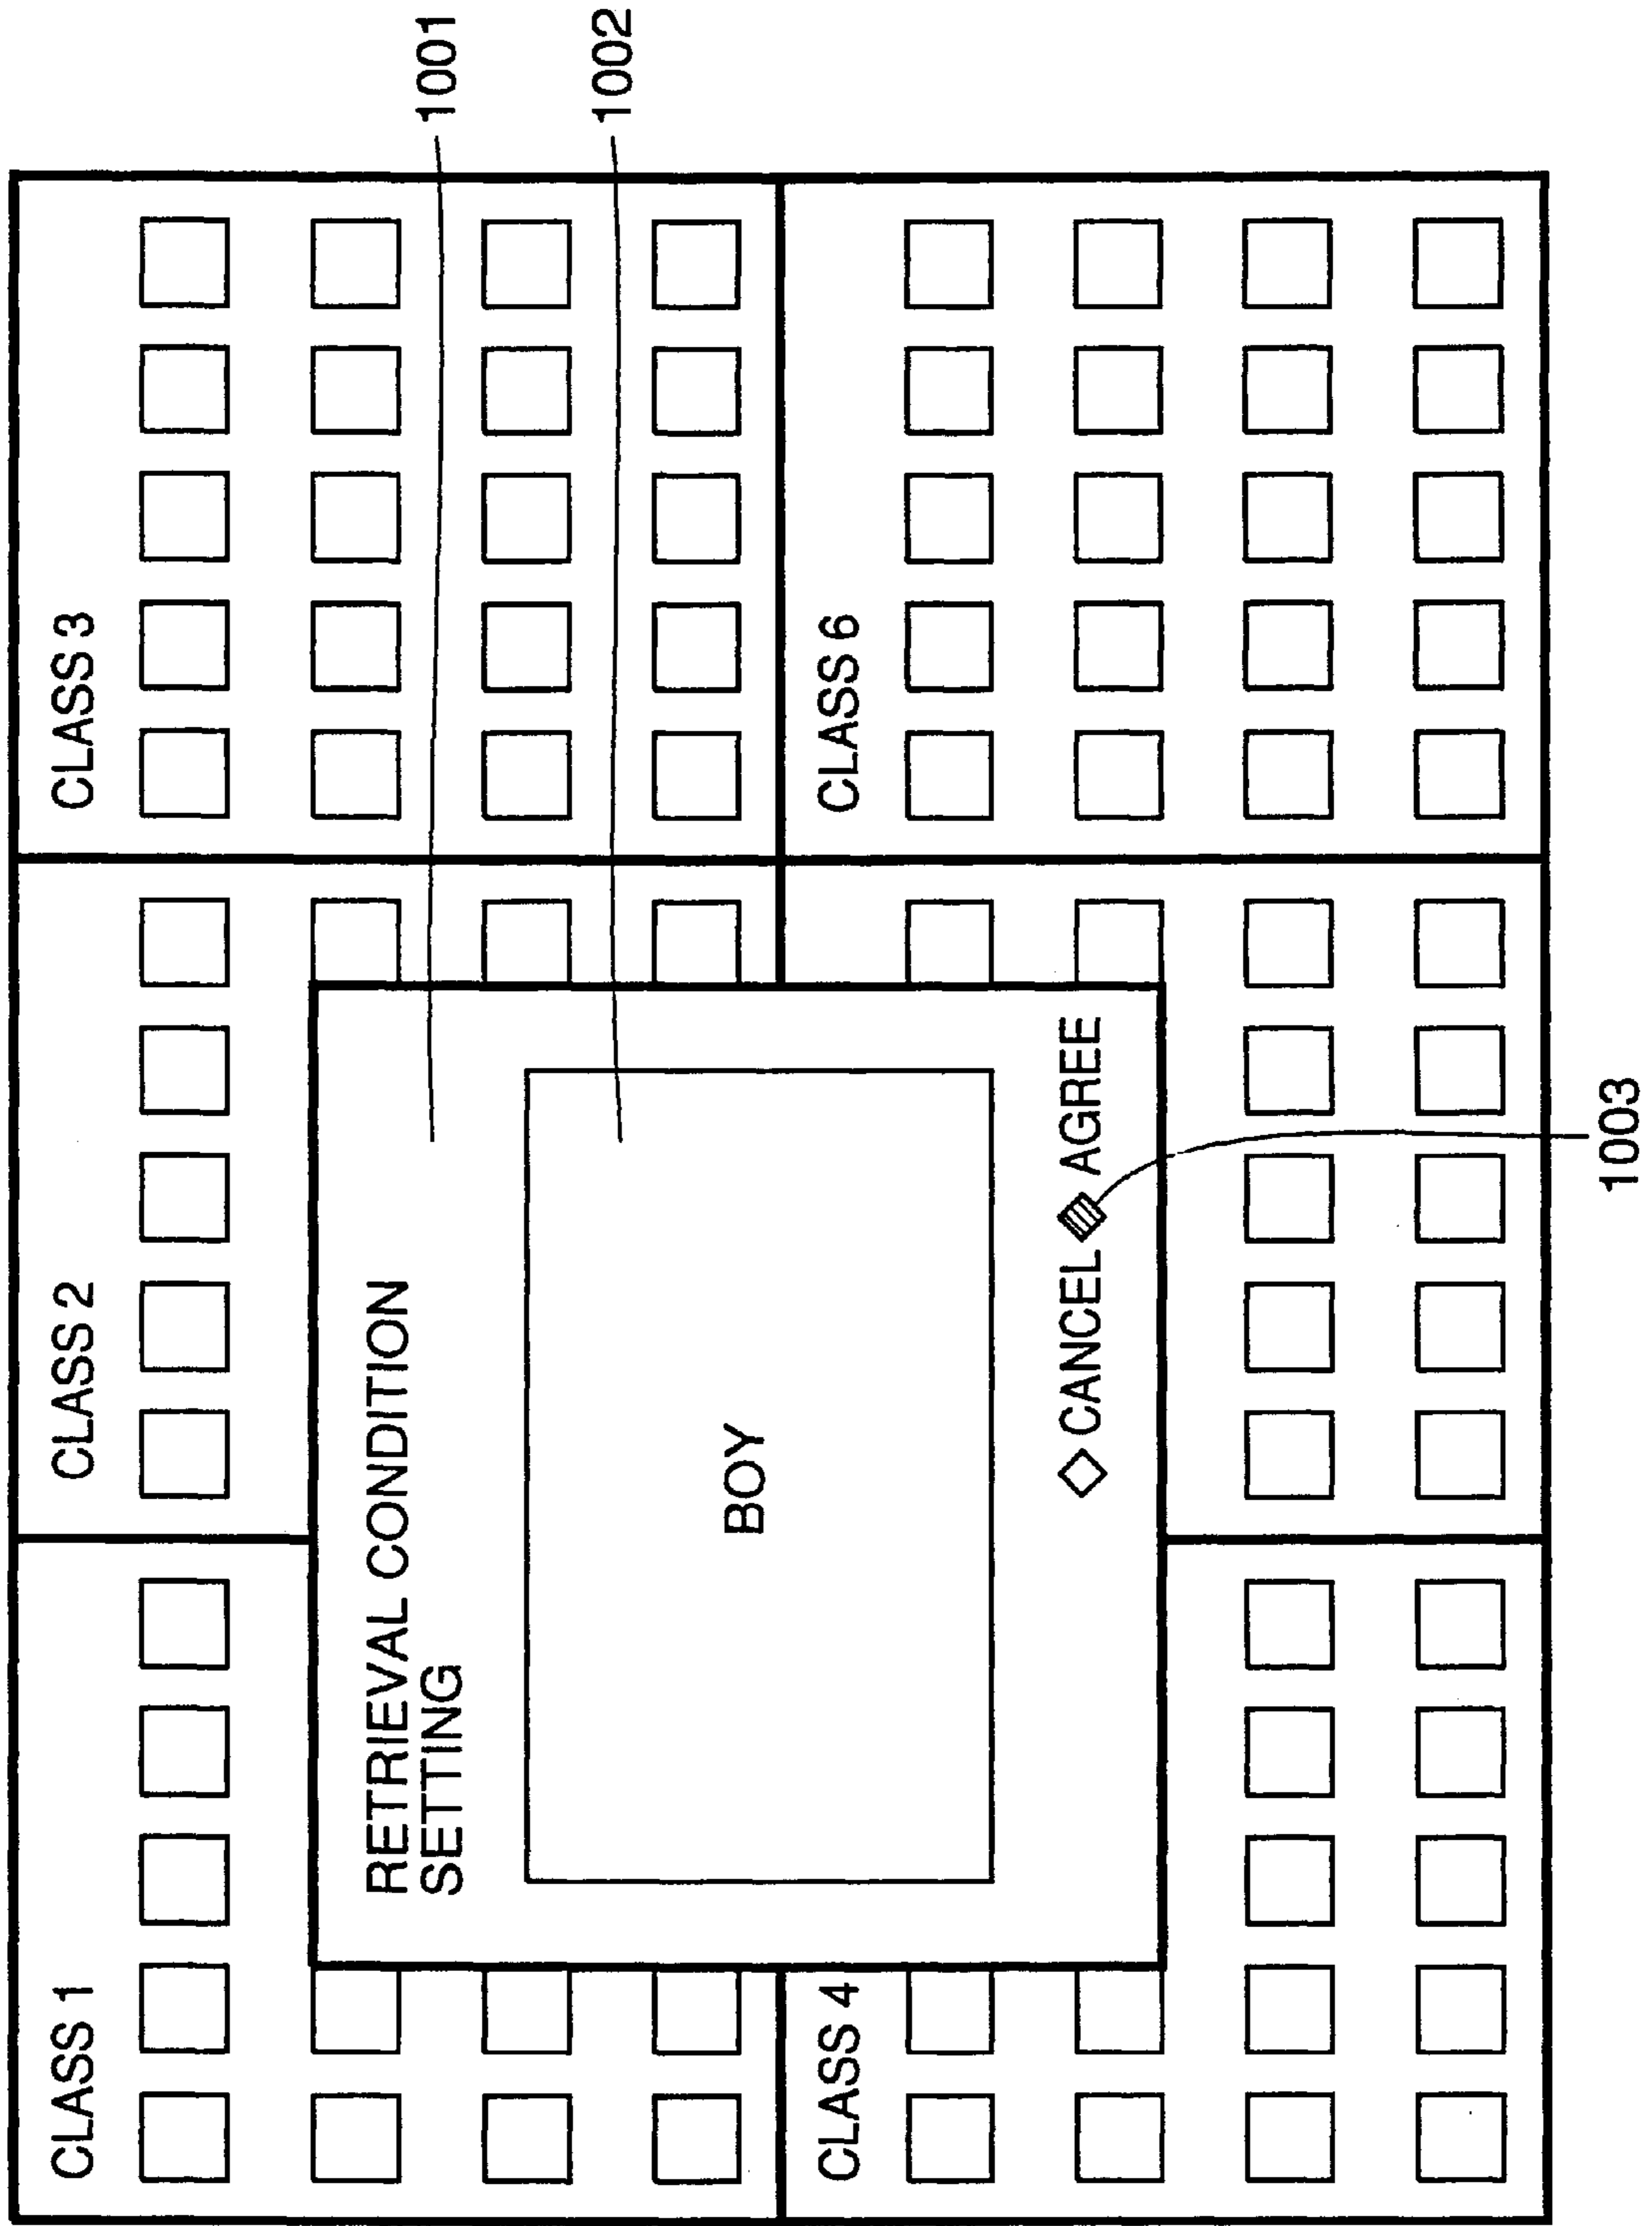 CLASS 1
CLASS 2
CLASS 3
RETRIEVAL CONDITION
SETTING
1001
BOY
1002
CLASS 4
CLASS 6
CANCEL AGREE
1003